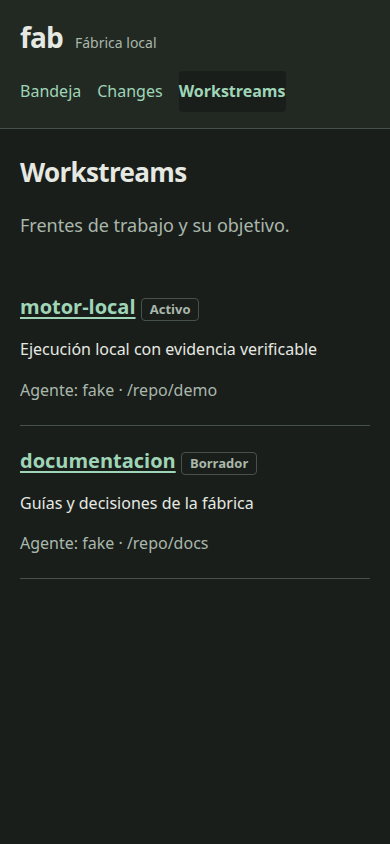 fab Fábrica local
Bandeja Changes Workstreams
Workstreams
Frentes de trabajo y su objetivo.
motor-local Activo
Ejecución local con evidencia verificable
Agente: fake · /repo/demo
documentacion Borrador
Guías y decisiones de la fábrica
Agente: fake · /repo/docs